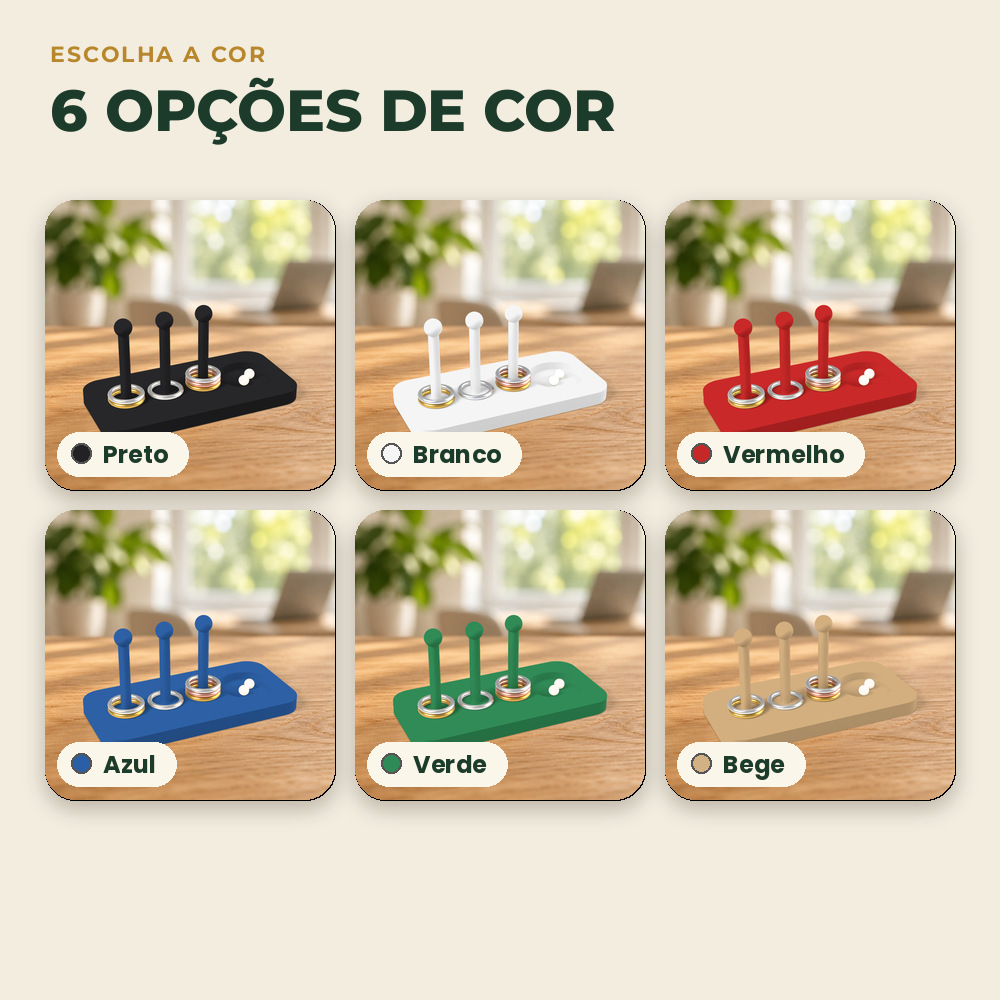 ESCOLHA A COR
6 OPÇÕES DE COR
Preto
Branco
Vermelho
Azul
Verde
Bege